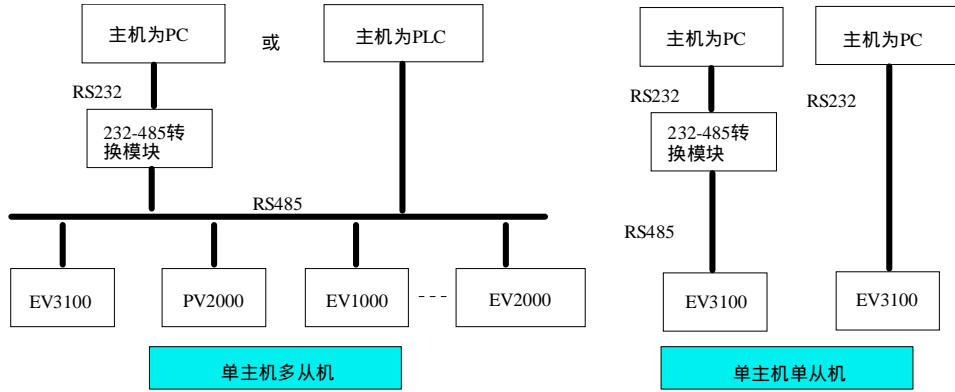 主机为PC
或
主机为PLC
RS232
232-485转
换模块
RS485
EV3100
PV2000
EV1000
EV2000
单主机多从机
主机为PC
主机为PC
RS232
RS232
232-485转
换模块
RS485
EV3100
EV3100
单主机单从机